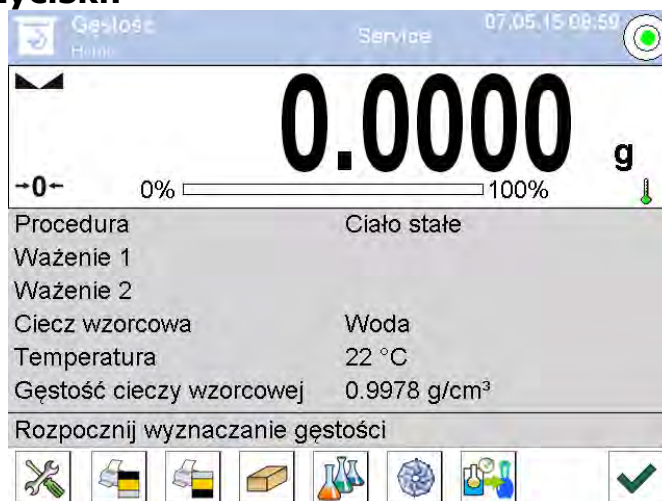 Gęstość
Home
Service
07.05.15 08:59
0.0000 g
→0←
0% 100%
Procedura Ciało stałe
Ważenie 1
Ważenie 2
Ciecz wzorcowa Woda
Temperatura 22 °C
Gęstość cieczy wzorcowej 0.9978 g/cm³
Rozpocznij wyznaczanie gęstości